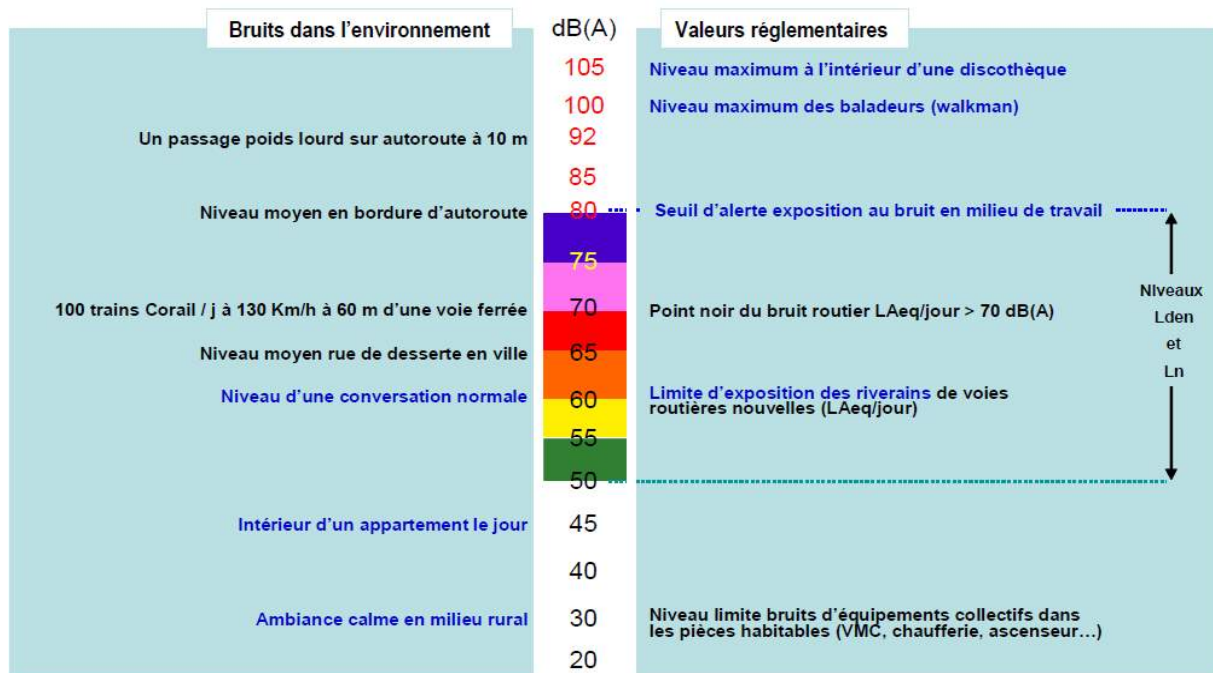 Bruits dans l'environnement
dB(A)
Valeurs réglementaires
105
Niveau maximum à l'intérieur d'une discothèque
100
Niveau maximum des baladeurs (walkman)
Un passage poids lourd sur autoroute à 10 m
92
85
Niveau moyen en bordure d'autoroute
80
Seuil d'alerte exposition au bruit en milieu de travail
75
100 trains Corail / j à 130 Km/h à 60 m d'une voie ferrée
70
Point noir du bruit routier LAeq/jour > 70 dB(A)
Niveau moyen rue de desserte en ville
65
Niveau d'une conversation normale
60
Limite d'exposition des riverains de voies
routières nouvelles (LAeq/jour)
55
50
Niveaux
Lden
et
Ln
Intérieur d'un appartement le jour
45
40
Ambiance calme en milieu rural
30
Niveau limite bruits d'équipements collectifs dans
les pièces habitables (VMC, chaufferie, ascenseur…)
20